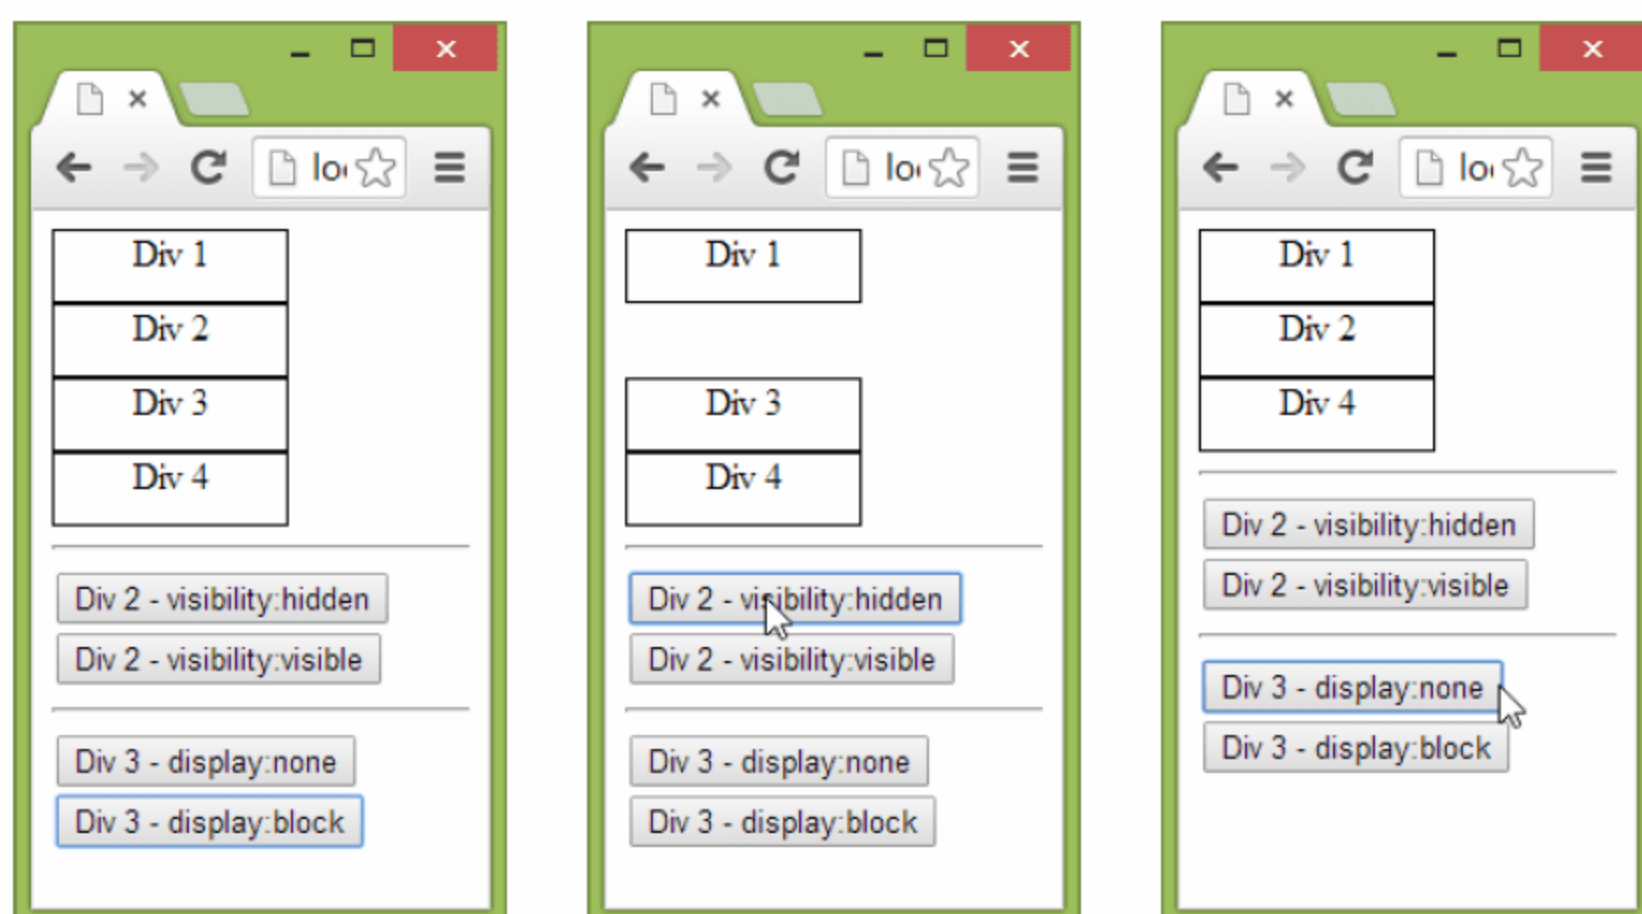 lo
Div 1
Div 2
Div 3
Div 4
Div 2 - visibility:hidden
Div 2 - visibility:visible
Div 3 - display:none
Div 3 - display:block
lo
Div 1
Div 3
Div 4
Div 2 - visibility:hidden
Div 2 - visibility:visible
Div 3 - display:none
Div 3 - display:block
lo
Div 1
Div 2
Div 4
Div 2 - visibility:hidden
Div 2 - visibility:visible
Div 3 - display:none
Div 3 - display:block